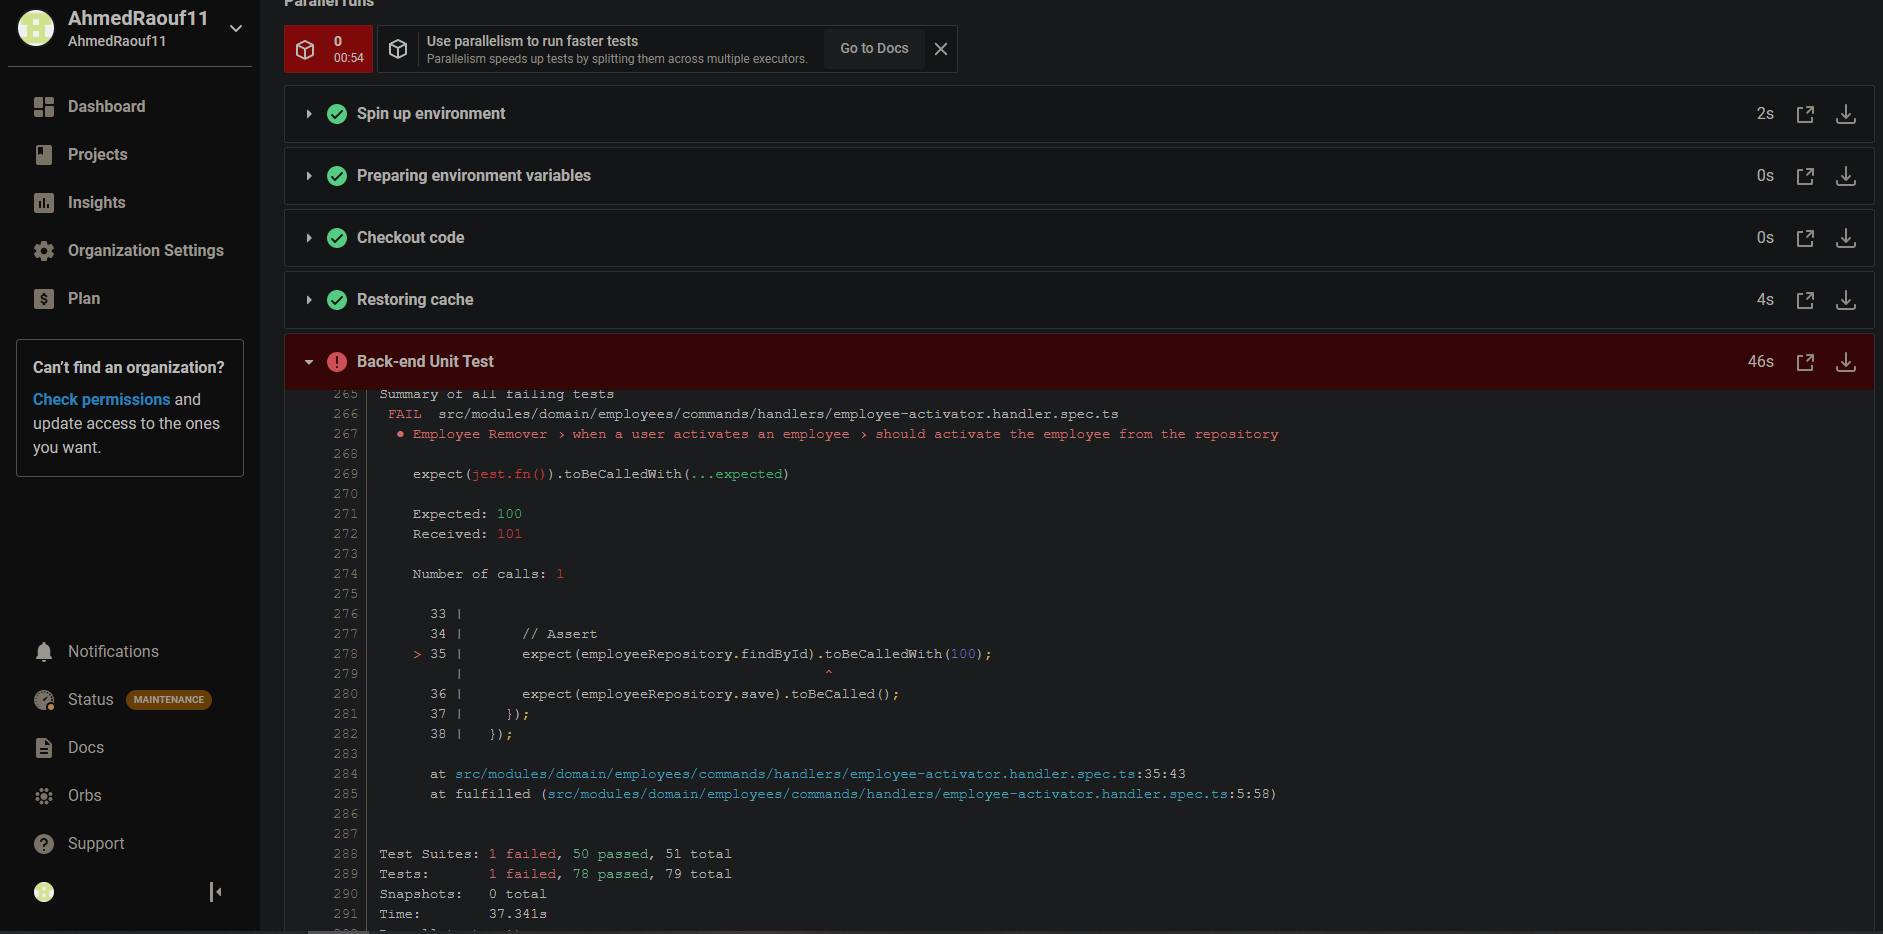 AhmedRaouf11
AhmedRaouf11
Dashboard
Projects
Insights
Organization Settings
Plan
Can't find an organization?
Check permissions and
update access to the ones
you want.
Notifications
Status MAINTENANCE
Docs
Orbs
Support
Parallel runs
0
00:54
Use parallelism to run faster tests
Parallelism speeds up tests by splitting them across multiple executors.
Go to Docs
Spin up environment 2s
Preparing environment variables 0s
Checkout code 0s
Restoring cache 4s
Back-end Unit Test 46s
265 Summary of all failing tests
266 FAIL src/modules/domain/employees/commands/handlers/employee-activator.handler.spec.ts
267 ● Employee Remover › when a user activates an employee › should activate the employee from the repository
268
269 expect(jest.fn()).toBeCalledWith(...expected)
270
271 Expected: 100
272 Received: 101
273
274 Number of calls: 1
275
276 33 |
277 34 | // Assert
278 > 35 | expect(employeeRepository.findById).toBeCalledWith(100);
279 | ^
280 36 | expect(employeeRepository.save).toBeCalled();
281 37 | });
282 38 | });
283
284 at src/modules/domain/employees/commands/handlers/employee-activator.handler.spec.ts:35:43
285 at fulfilled (src/modules/domain/employees/commands/handlers/employee-activator.handler.spec.ts:5:58)
286
287
288 Test Suites: 1 failed, 50 passed, 51 total
289 Tests: 1 failed, 78 passed, 79 total
290 Snapshots: 0 total
291 Time: 37.341s